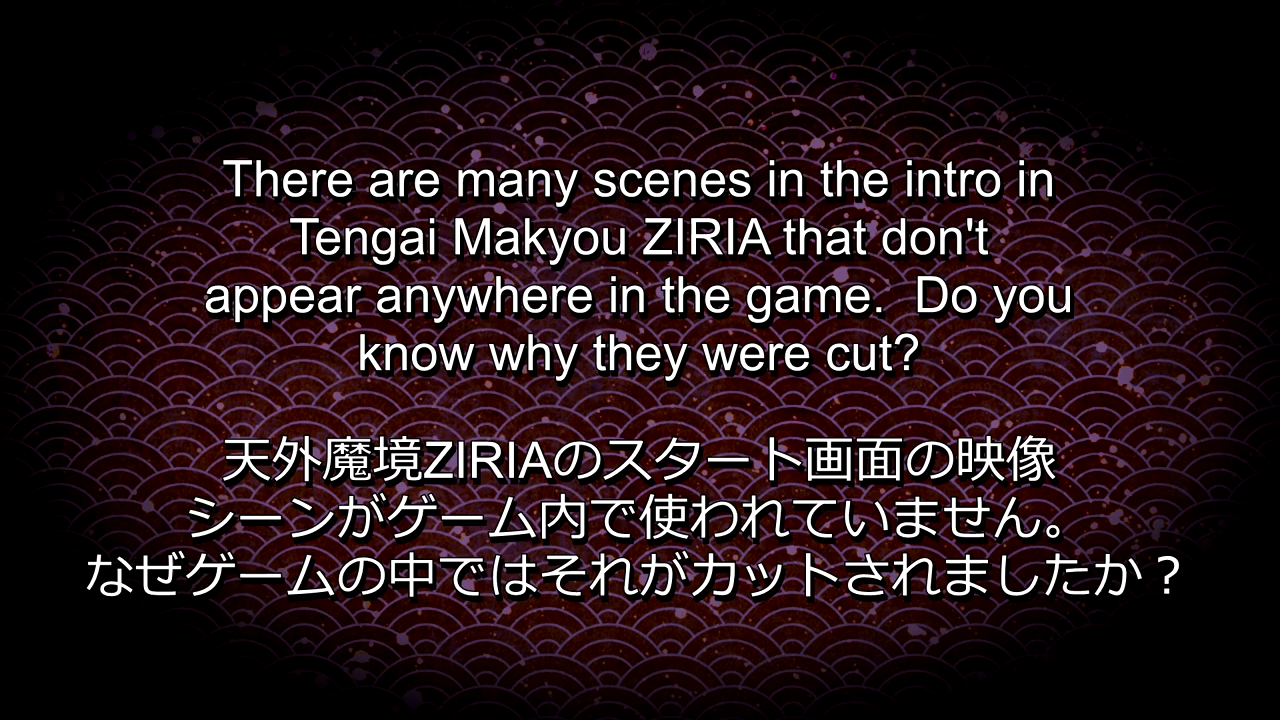 There are many scenes in the intro in
Tengai Makyou ZIRIA that don't
appear anywhere in the game.  Do you
know why they were cut?
天外魔境ZIRIAのスタート画面の映像
シーンがゲーム内で使われていません。
なぜゲームの中ではそれがカットされましたか？